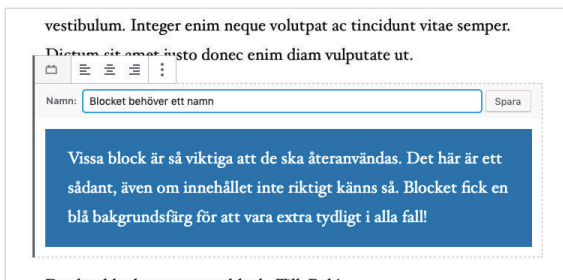 vestibulum. Integer enim neque volutpat ac tincidunt vitae semper.
Dictum sit amet justo donec enim diam vulputate ut.
Namn: Blocket behöver ett namn Spara
Vissa block är så viktiga att de ska återanvändas. Det här är ett
sådant, även om innehållet inte riktigt känns så. Blocket fick en
blå bakgrundsfärg för att vara extra tydligt i alla fall!